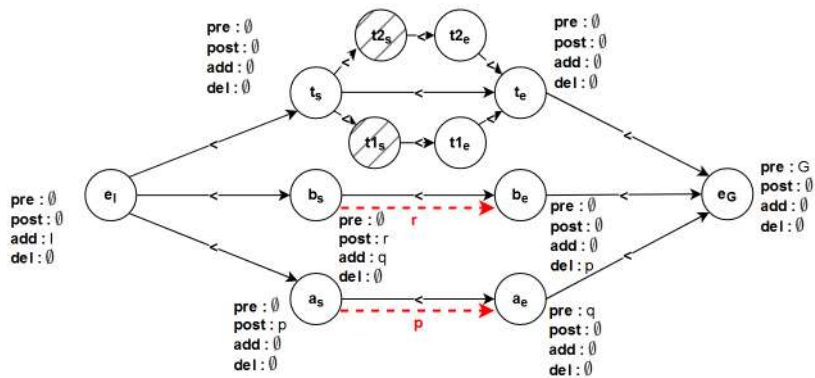 pre : ∅
post : ∅
add : ∅
del : ∅
t2s
<
t2e
pre : ∅
post : ∅
add : ∅
del : ∅
<
<
ts
<
te
<
<
t1s
<
t1e
<
<
eI
<
bs
<
be
<
eG
pre : G
post : ∅
add : ∅
del : ∅
pre : ∅
post : ∅
add : I
del : ∅
r
pre : ∅
post : r
add : q
del : ∅
pre : ∅
post : ∅
add : ∅
del : p
<
<
as
<
ae
p
pre : ∅
post : p
add : ∅
del : ∅
pre : q
post : ∅
add : ∅
del : ∅